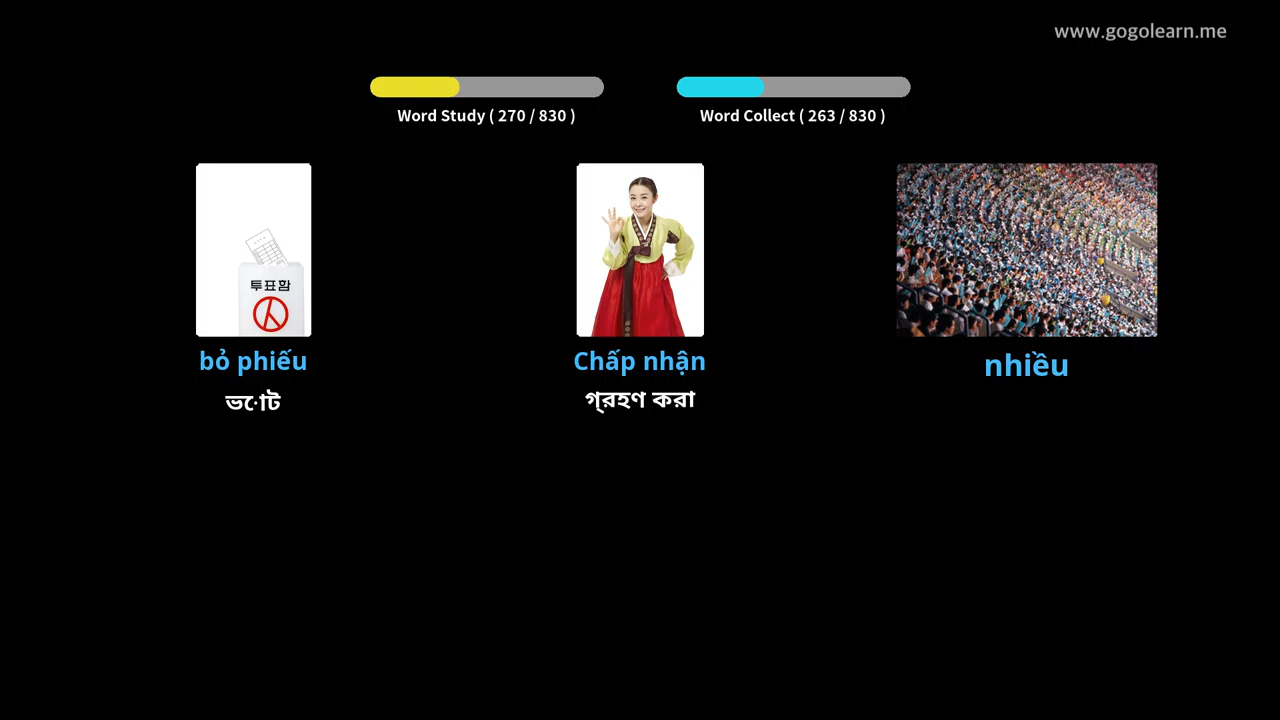 www.gogolearn.me
Word Study ( 270 / 830 )
Word Collect ( 263 / 830 )
투표함
bỏ phiếu
Chấp nhận
nhiều
ভোট
গ্রহণ করা